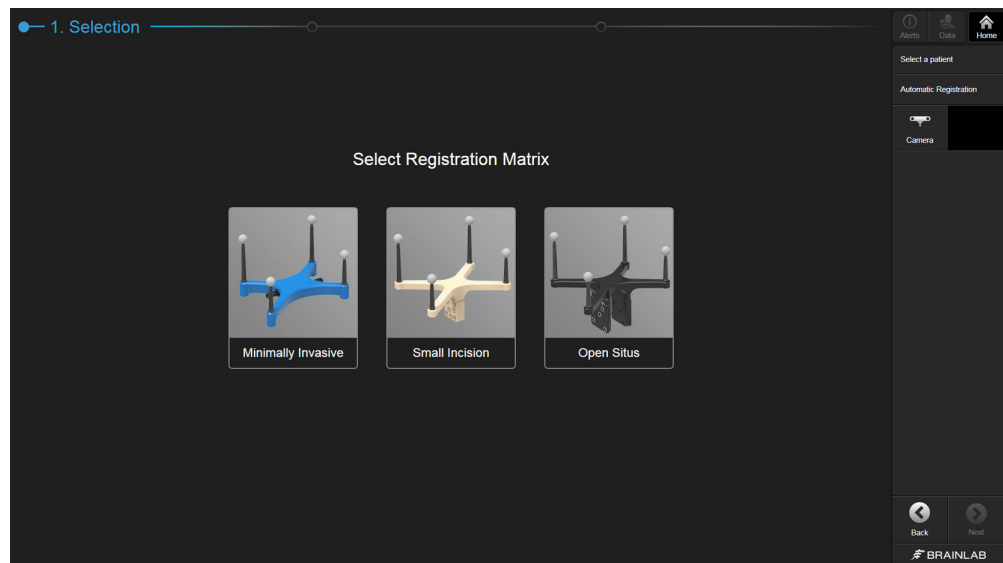 1. Selection
Alerts
Data
Home
Select a patient
Automatic Registration
Camera
Select Registration Matrix
Minimally Invasive
Small Incision
Open Situs
Back
Next
BRAINLAB